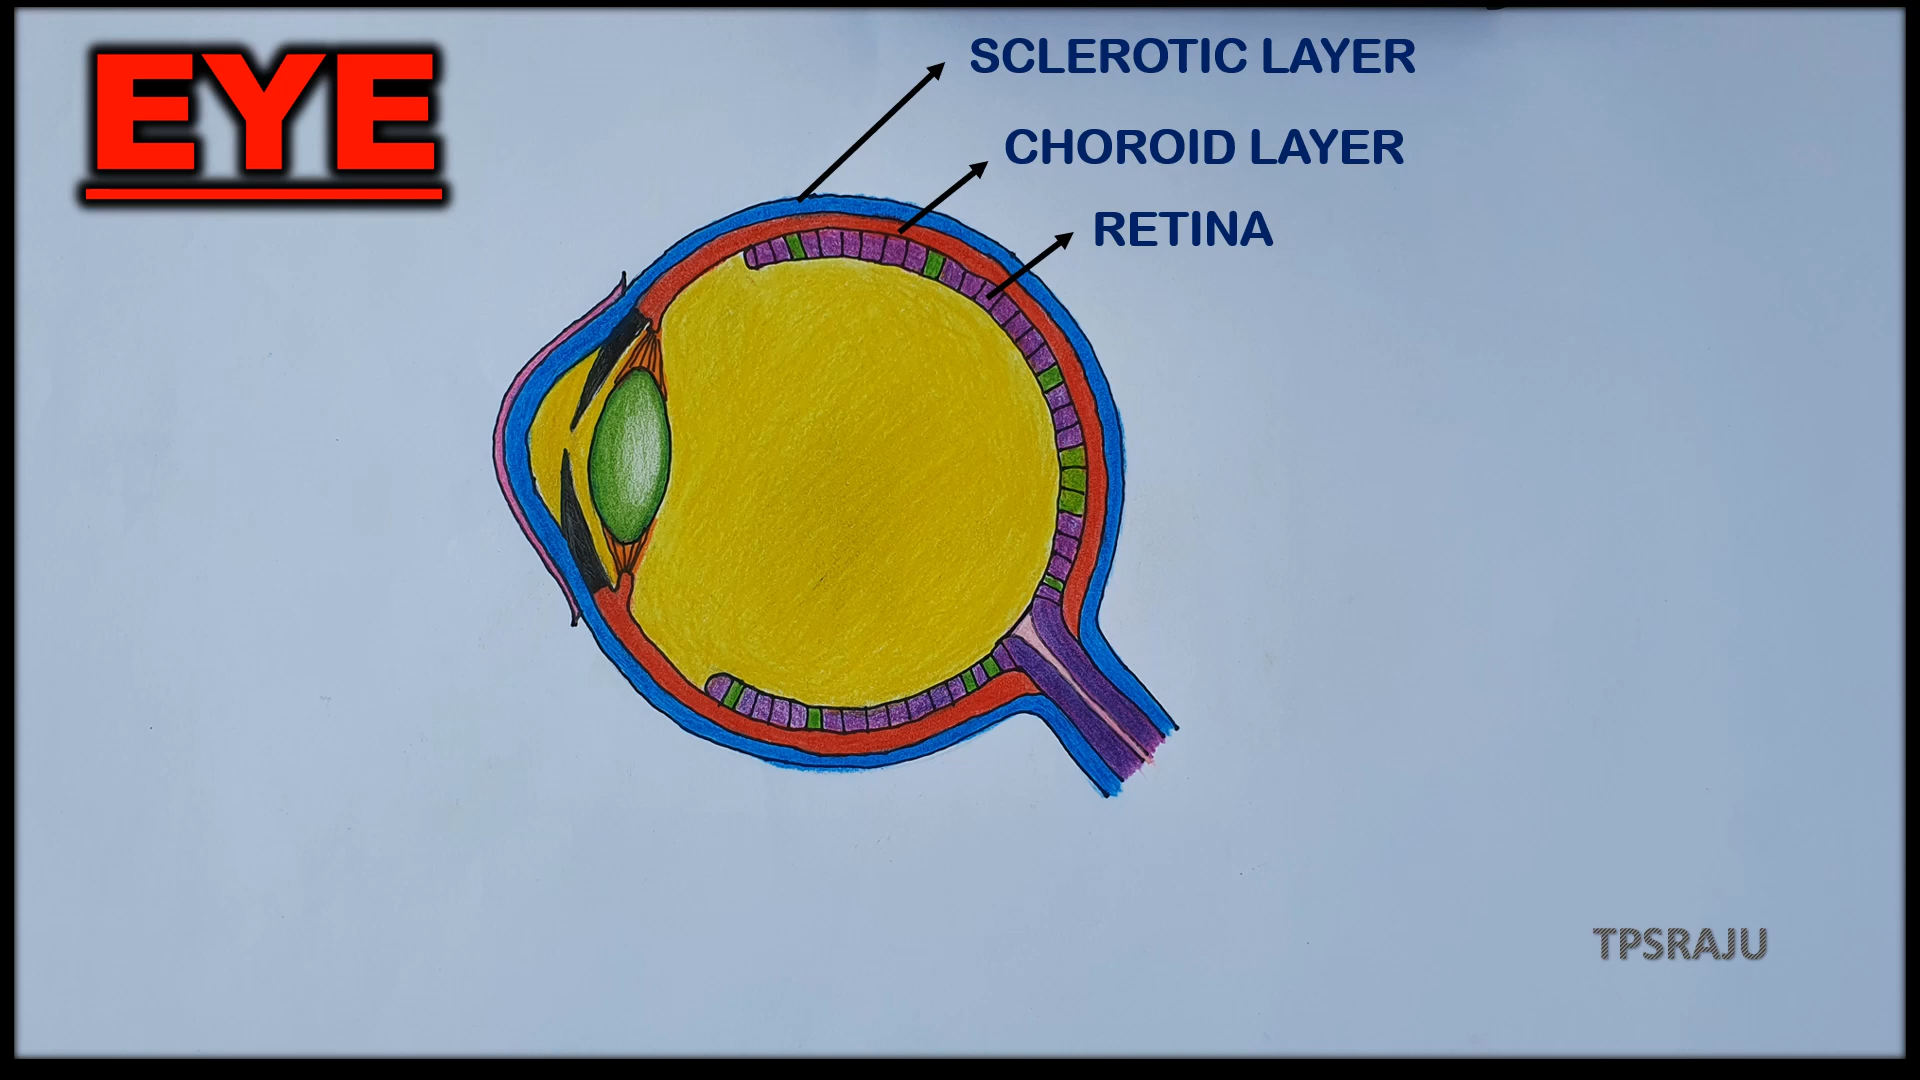 EYE
SCLEROTIC LAYER
CHOROID LAYER
RETINA
TPSRAJU